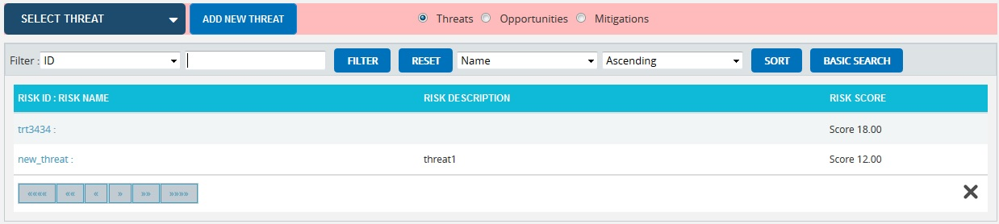 SELECT THREAT ADD NEW THREAT Threats Opportunities Mitigations
Filter : ID FILTER RESET Name Ascending SORT BASIC SEARCH
RISK ID : RISK NAME RISK DESCRIPTION RISK SCORE
trt3434 : Score 18.00
new_threat : threat1 Score 12.00
«««« «« « » »» »»»»